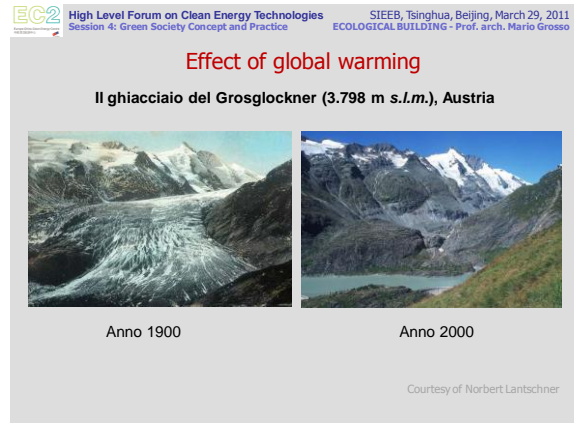 EC2
High Level Forum on Clean Energy Technologies
Session 4: Green Society Concept and Practice
SIEEB, Tsinghua, Beijing, March 29, 2011
ECOLOGICAL BUILDING - Prof. arch. Mario Grosso
Effect of global warming
Il ghiacciaio del Grosglockner (3.798 m s.l.m.), Austria
Anno 1900
Anno 2000
Courtesy of Norbert Lantschner